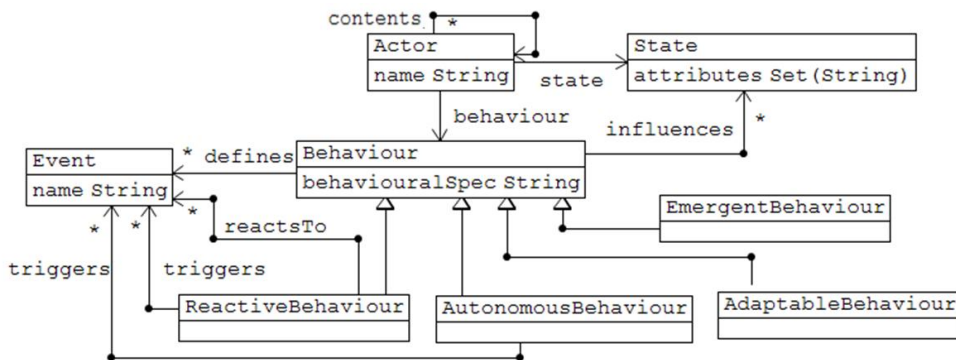 contents *
Actor
name String
State
attributes Set(String)
state
behaviour
influences *
Event
name String
* defines
Behaviour
behaviouralSpec String
EmergentBehaviour
* * *
reactsTo
triggers
triggers
ReactiveBehaviour
AutonomousBehaviour
AdaptableBehaviour